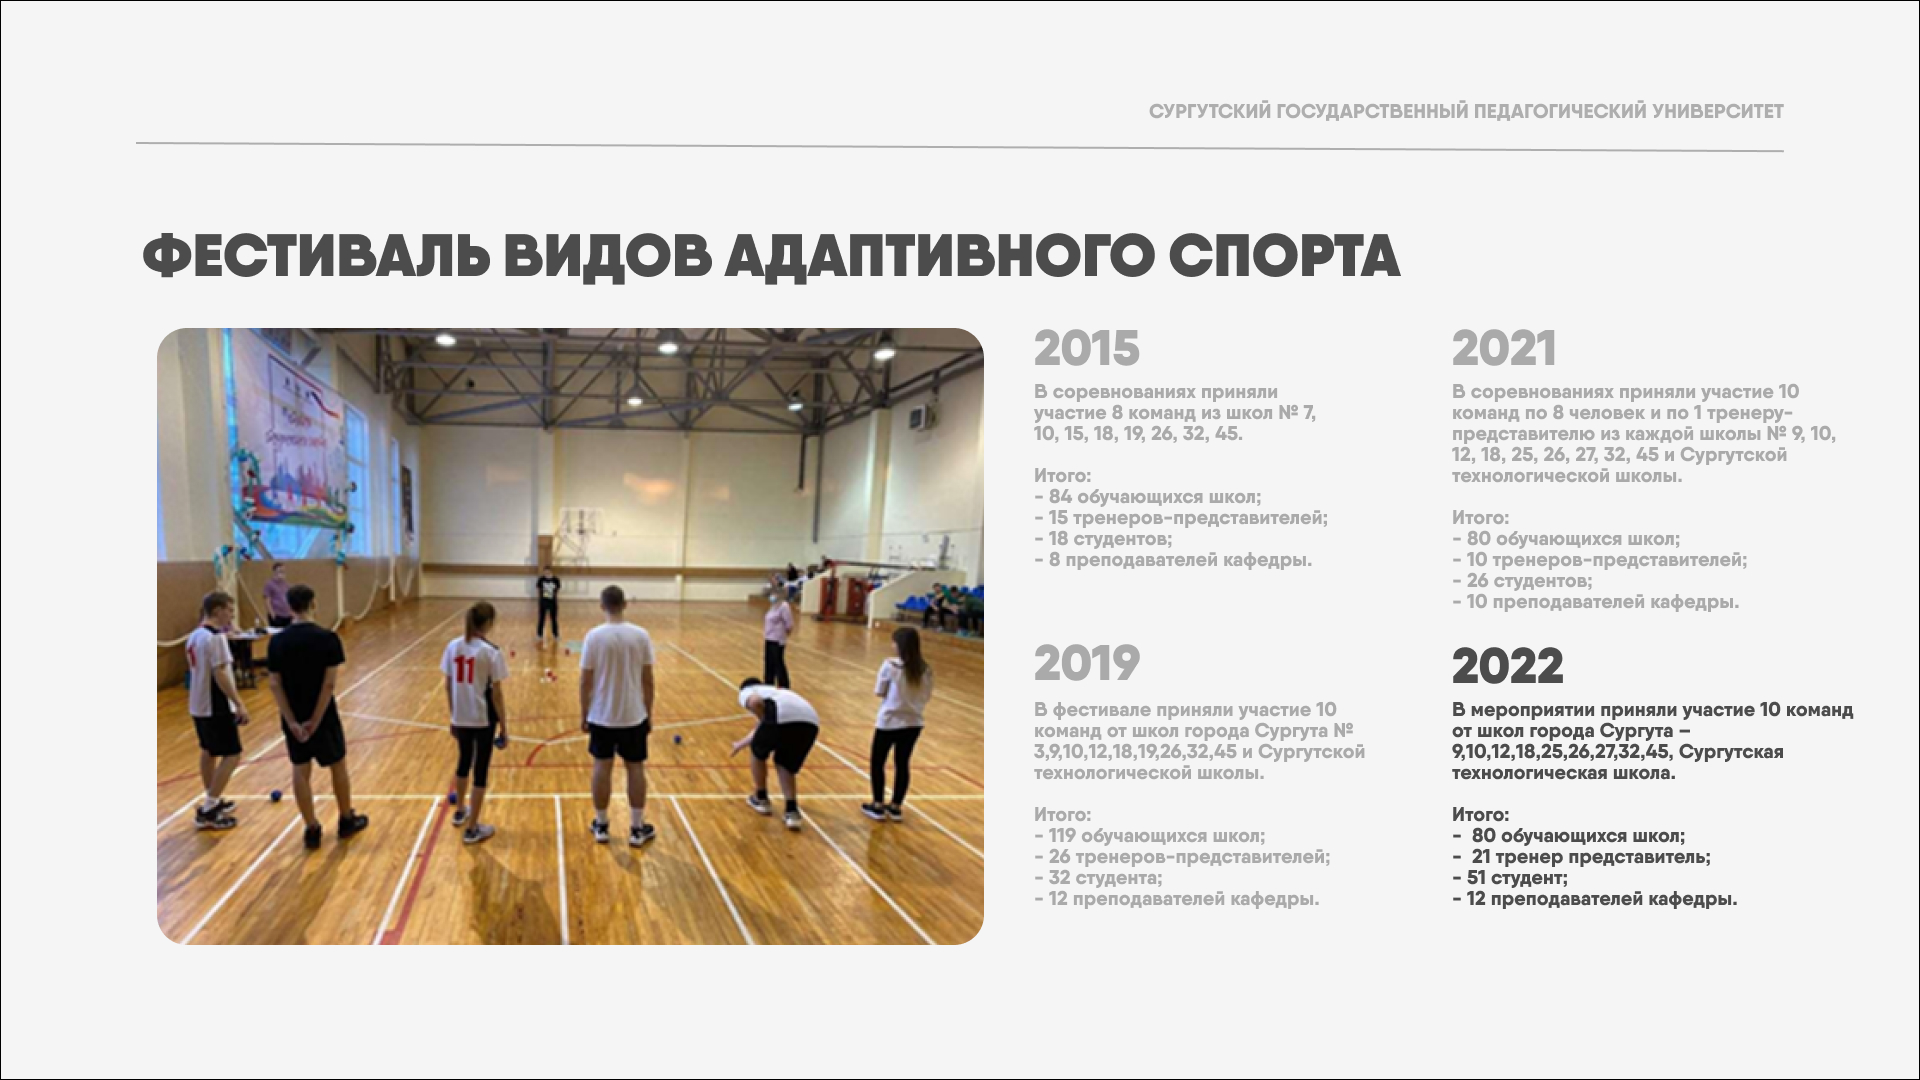 СУРГУТСКИЙ ГОСУДАРСТВЕННЫЙ ПЕДАГОГИЧЕСКИЙ УНИВЕРСИТЕТ
ФЕСТИВАЛЬ ВИДОВ АДАПТИВНОГО СПОРТА
11
2015
В соревнованиях приняли
участие 8 команд из школ № 7,
10, 15, 18, 19, 26, 32, 45.
Итого:
- 84 обучающихся школ;
- 15 тренеров-представителей;
- 18 студентов;
- 8 преподавателей кафедры.
2019
В фестивале приняли участие 10
команд от школ города Сургута №
3,9,10,12,18,19,26,32,45 и Сургутской
технологической школы.
Итого:
- 119 обучающихся школ;
- 26 тренеров-представителей;
- 32 студента;
- 12 преподавателей кафедры.
2021
В соревнованиях приняли участие 10
команд по 8 человек и по 1 тренеру-
представителю из каждой школы № 9, 10,
12, 18, 25, 26, 27, 32, 45 и Сургутской
технологической школы.
Итого:
- 80 обучающихся школ;
- 10 тренеров-представителей;
- 26 студентов;
- 10 преподавателей кафедры.
2022
В мероприятии приняли участие 10 команд
от школ города Сургута –
9,10,12,18,25,26,27,32,45, Сургутская
технологическая школа.
Итого:
-  80 обучающихся школ;
-  21 тренер представитель;
- 51 студент;
- 12 преподавателей кафедры.